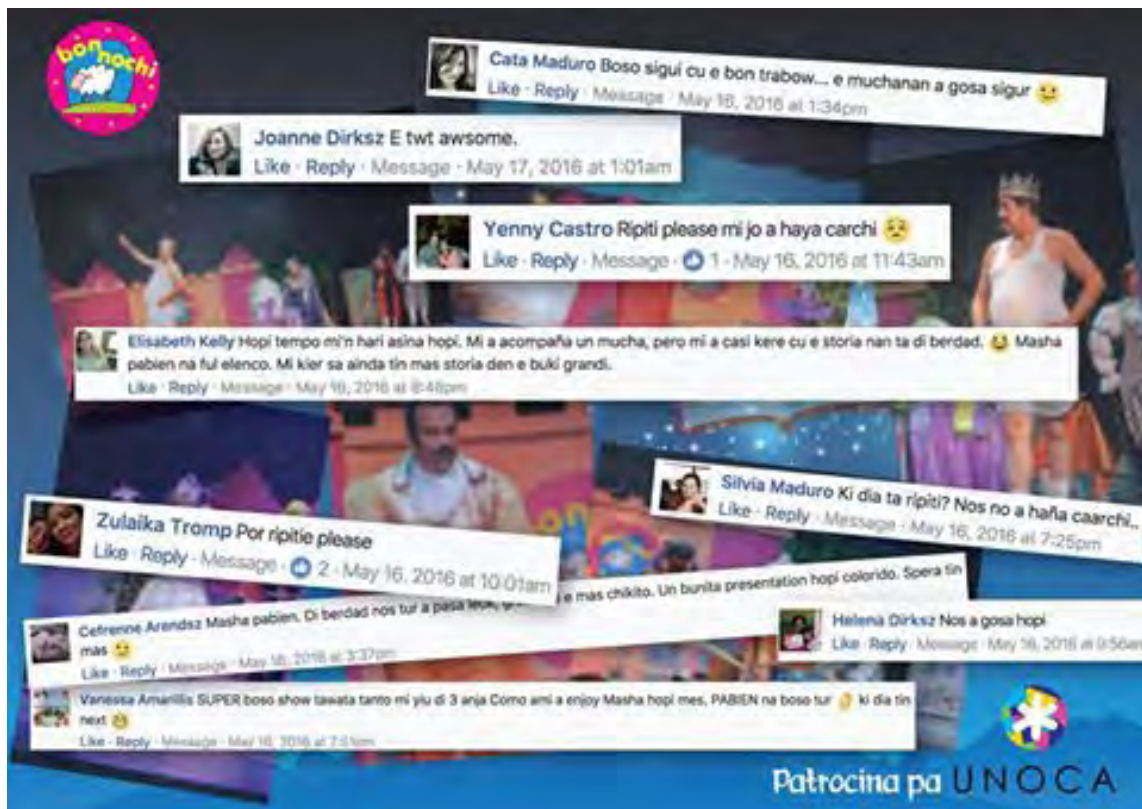 bon nochi
Cata Maduro Boso sigui cu e bon trabow... e muchanan a gosa sigur 🙂
Like · Reply · Message · May 16, 2016 at 1:34pm
Joanne Dirksz E twt awsome.
Like · Reply · Message · May 17, 2016 at 1:01am
Yenny Castro Ripiti please mi jo a haya carchi 😥
Like · Reply · Message · 1 · May 16, 2016 at 11:43am
Elisabeth Kelly Hopi tempo mi'n hari asina hopi. Mi a acompaña un mucha, pero mi a casi kere cu e storia nan ta di berdad. 😃 Masha
pabien na ful elenco. Mi kier sa ainda tin mas storia den e buki grandi.
Like · Reply · Message · May 16, 2016 at 8:48pm
Silvia Maduro Ki dia ta ripiti? Nos no a haña caarchi..
Like · Reply · Message · May 16, 2016 at 7:25pm
Zulaika Tromp Por ripitie please
Like · Reply · Message · 2 · May 16, 2016 at 10:01am
Cefrenne Arendsz Masha pabien. Di berdad nos tur a pasa e mas chikito. Un bunita presentation hopi colorido. Spera tin
mas 🙂
Like · Reply · Message · May 16, 2016 at 3:37pm
Helena Dirksz Nos a gosa hopi
Like · Reply · Message · May 16, 2016 at 9:56am
Vanessa Amarilis SUPER boso show tawata tanto mi yiu di 3 anja Como ami a enjoy Masha hopi mes. PABIEN na boso tur 👌 ki dia tin
next 😊
Like · Reply · Message · May 16, 2016 at 7:51am
Patrocina pa UNOCA